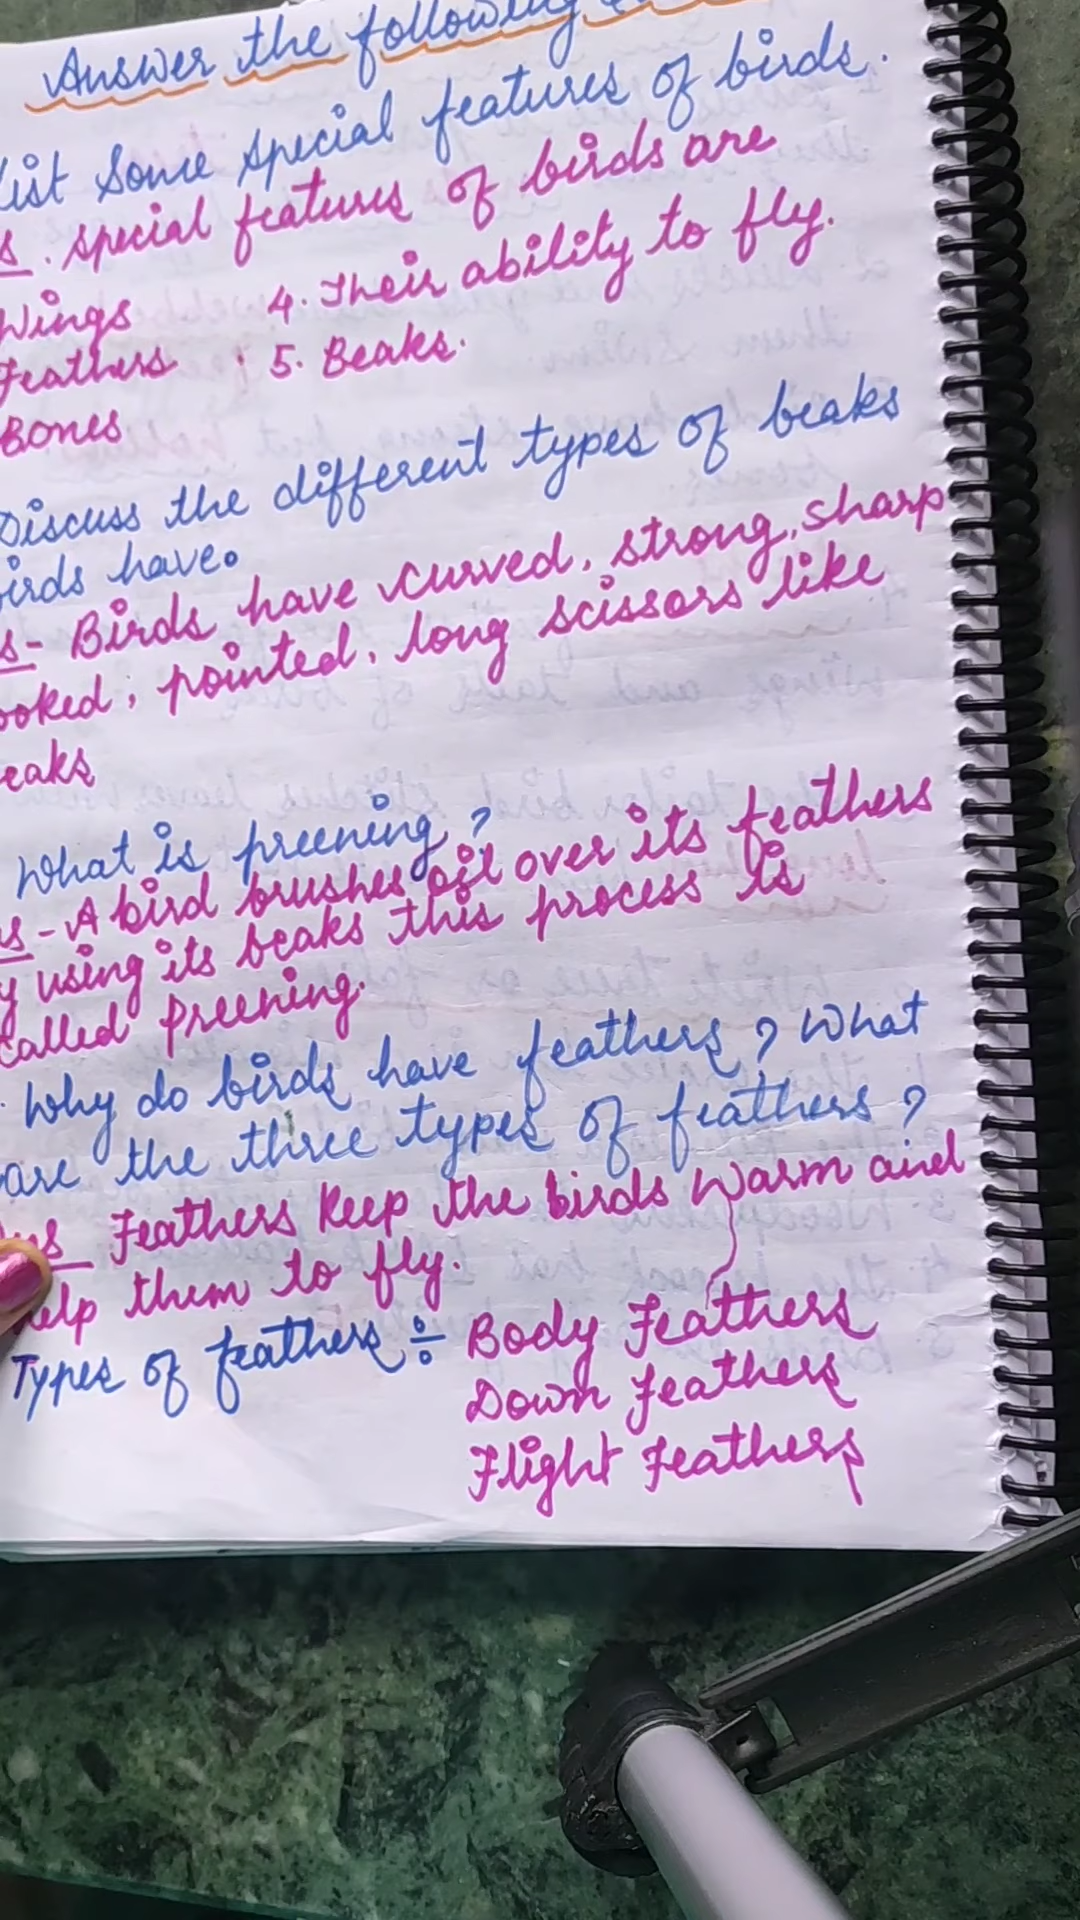 Answer the following
List Some special features of birds.
s. special features of birds are
Wings 4. Their ability to fly.
Feathers 5. Beaks.
Bones
Discuss the different types of beaks
irds have.
s- Birds have curved, strong, sharp
ooked, pointed, long scissors like
eaks
What is preening?
s - A bird brushes oil over its feathers
y using its beaks this process is
called preening.
Why do birds have feathers? What
are the three types of feathers?
ns Feathers keep the birds warm and
help them to fly.
Types of feathers ÷ Body Feathers
Down Feathers
Flight Feathers